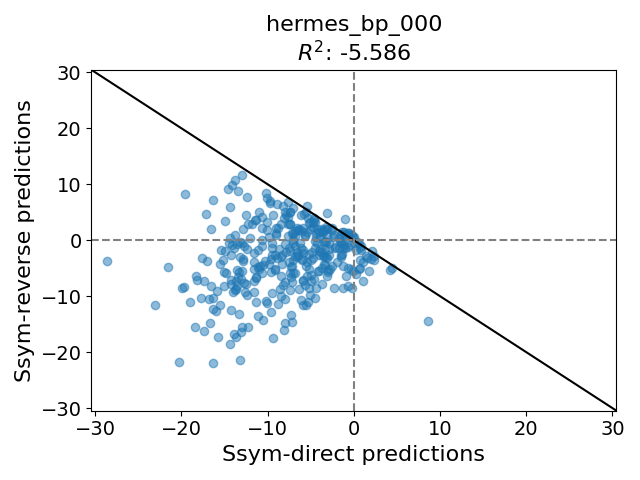 hermes_bp_000
R²: -5.586
Ssym-reverse predictions
30
20
10
0
−10
−20
−30
−30 −20 −10 0 10 20 30
Ssym-direct predictions